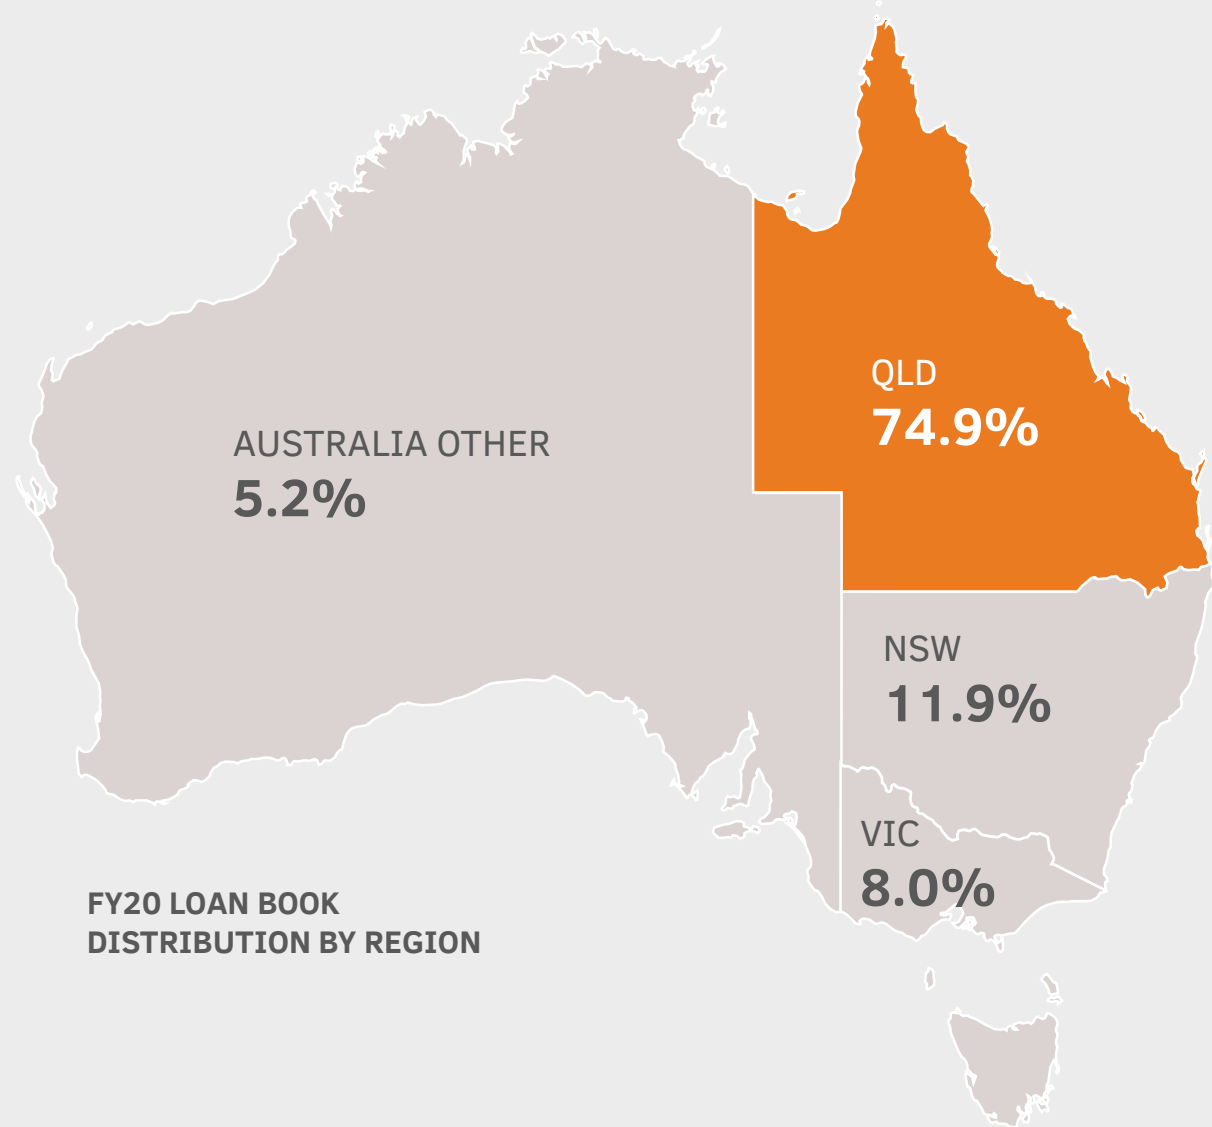 QLD
74.9%
AUSTRALIA OTHER
5.2%
NSW
11.9%
VIC
8.0%
FY20 LOAN BOOK
DISTRIBUTION BY REGION